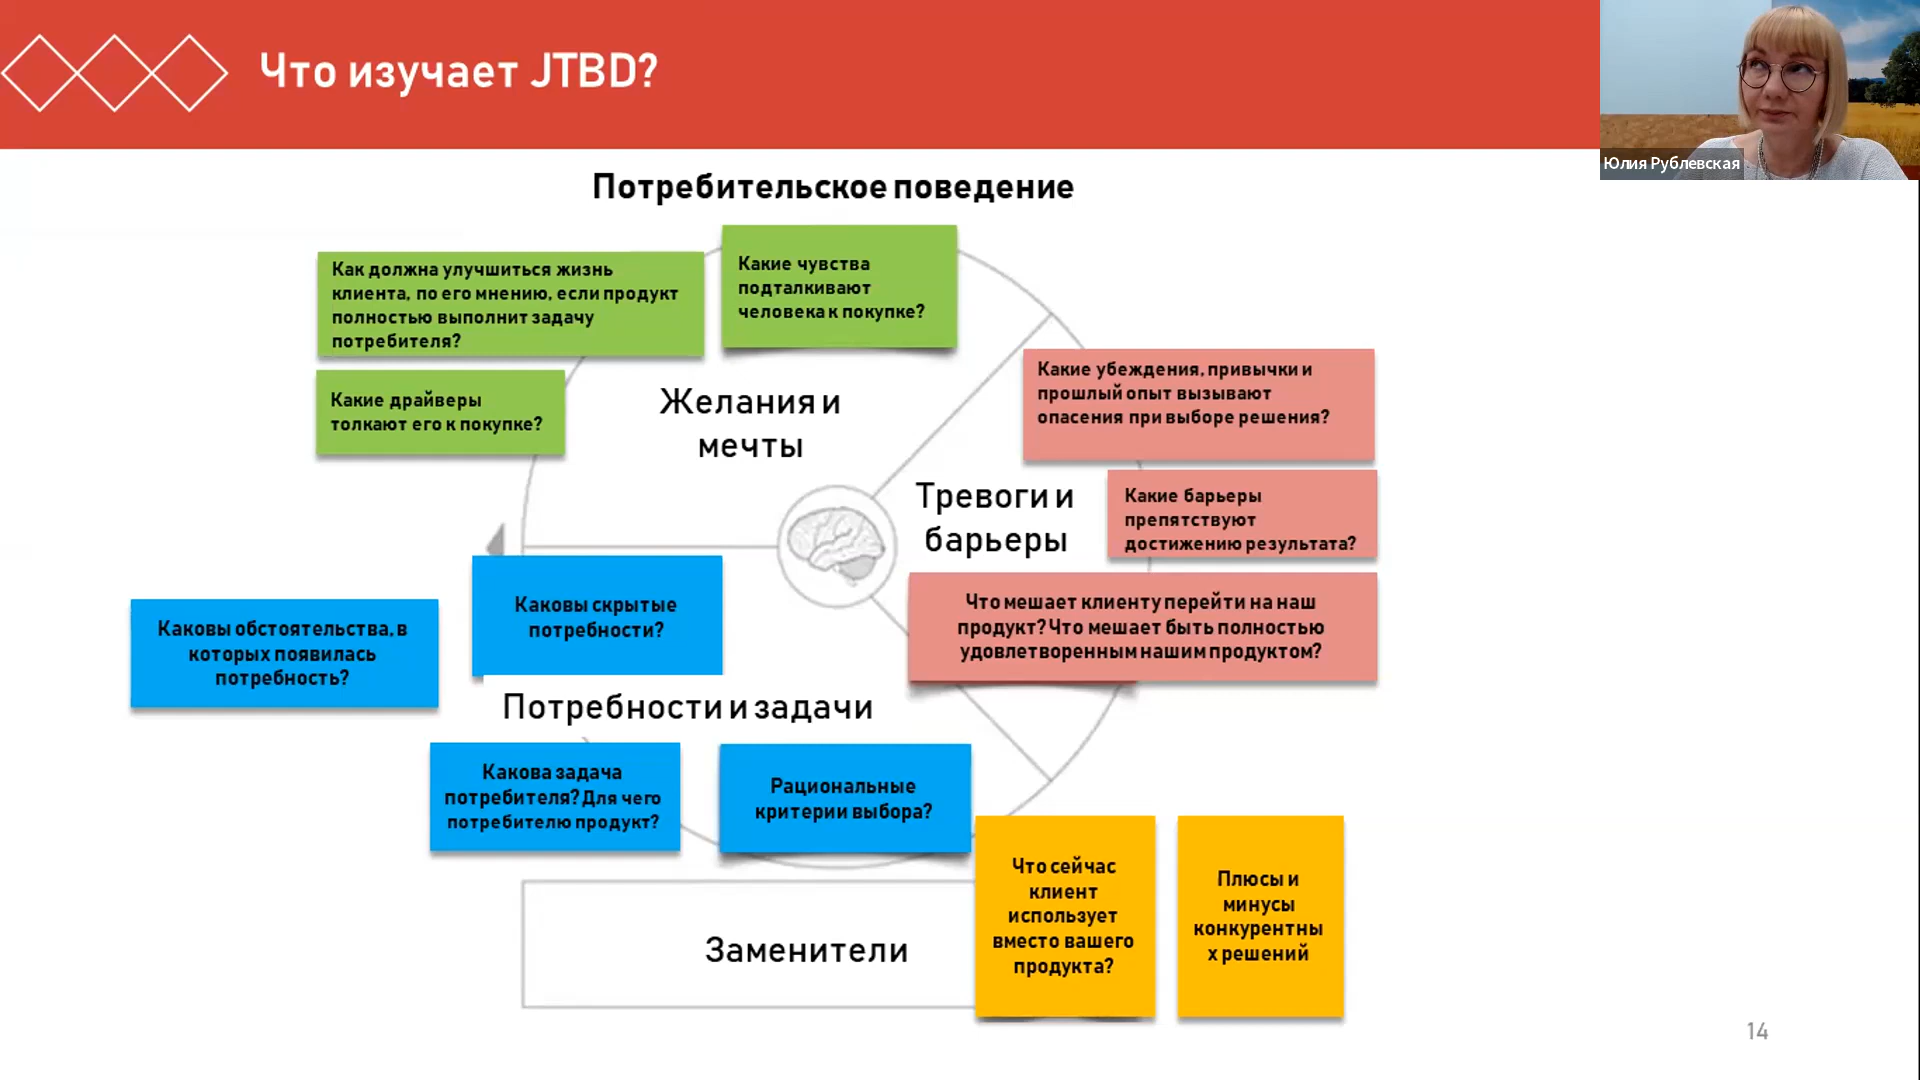 Что изучает JTBD?
Юлия Рублевская
Потребительское поведение
Как должна улучшиться жизнь
клиента, по его мнению, если продукт
полностью выполнит задачу
потребителя?
Какие чувства
подталкивают
человека к покупке?
Какие драйверы
толкают его к покупке?
Желания и
мечты
Какие убеждения, привычки и
прошлый опыт вызывают
опасения при выборе решения?
Тревоги и
барьеры
Какие барьеры
препятствуют
достижению результата?
Что мешает клиенту перейти на наш
продукт? Что мешает быть полностью
удовлетворенным нашим продуктом?
Каковы скрытые
потребности?
Каковы обстоятельства, в
которых появилась
потребность?
Потребности и задачи
Какова задача
потребителя? Для чего
потребителю продукт?
Рациональные
критерии выбора?
Заменители
Что сейчас
клиент
использует
вместо вашего
продукта?
Плюсы и
минусы
конкурентны
х решений
14